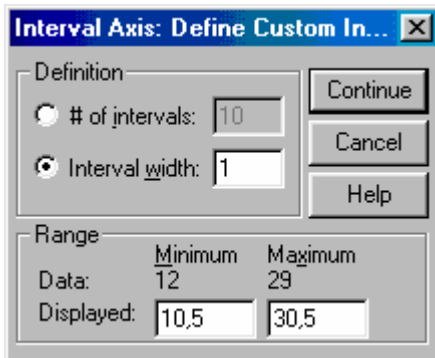 Interval Axis: Define Custom In...
Definition
# of intervals: 10
Interval width: 1
Continue
Cancel
Help
Range
Minimum Maximum
Data: 12 29
Displayed: 10,5 30,5